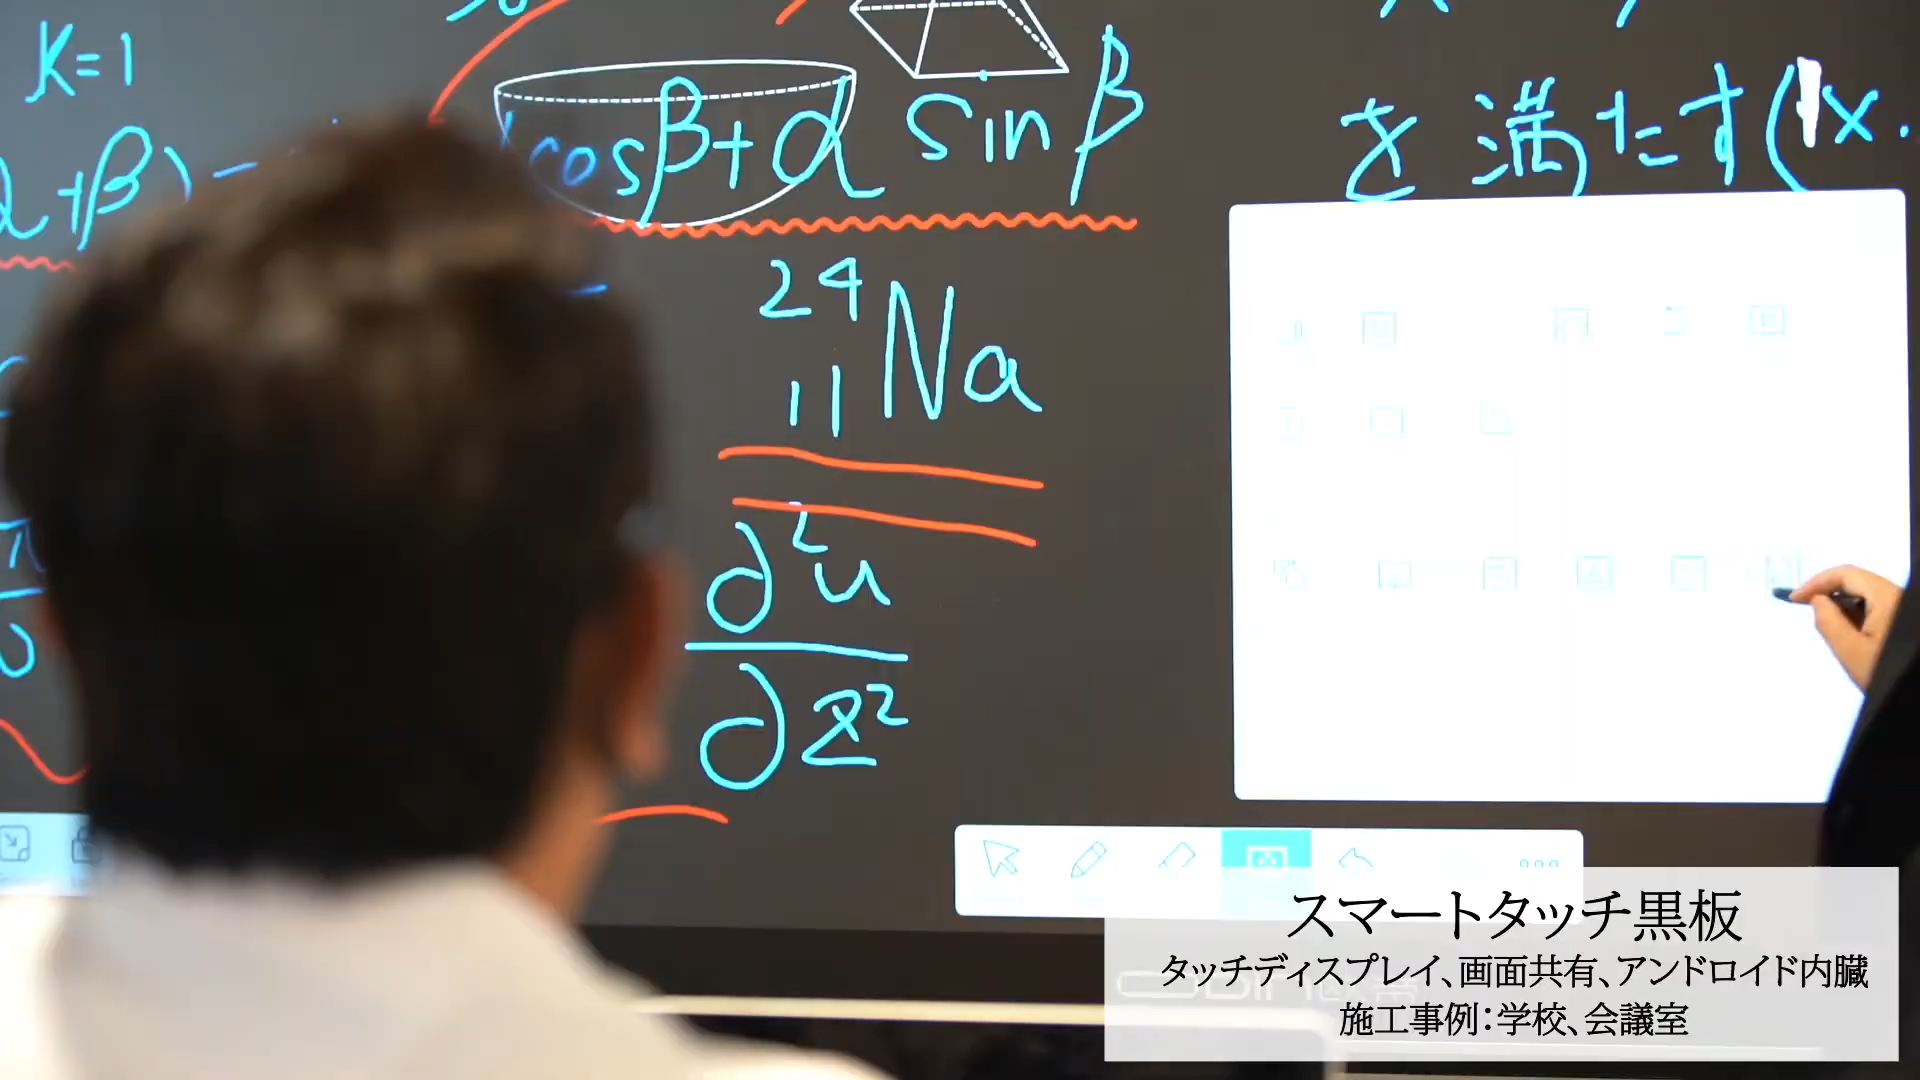 K=1
を満たす(x.
α+β)-
cosβ+α sinβ
24
11 Na
∂²u
∂z²
π
スマートタッチ黒板
タッチディスプレイ、画面共有、アンドロイド内臓
施工事例：学校、会議室